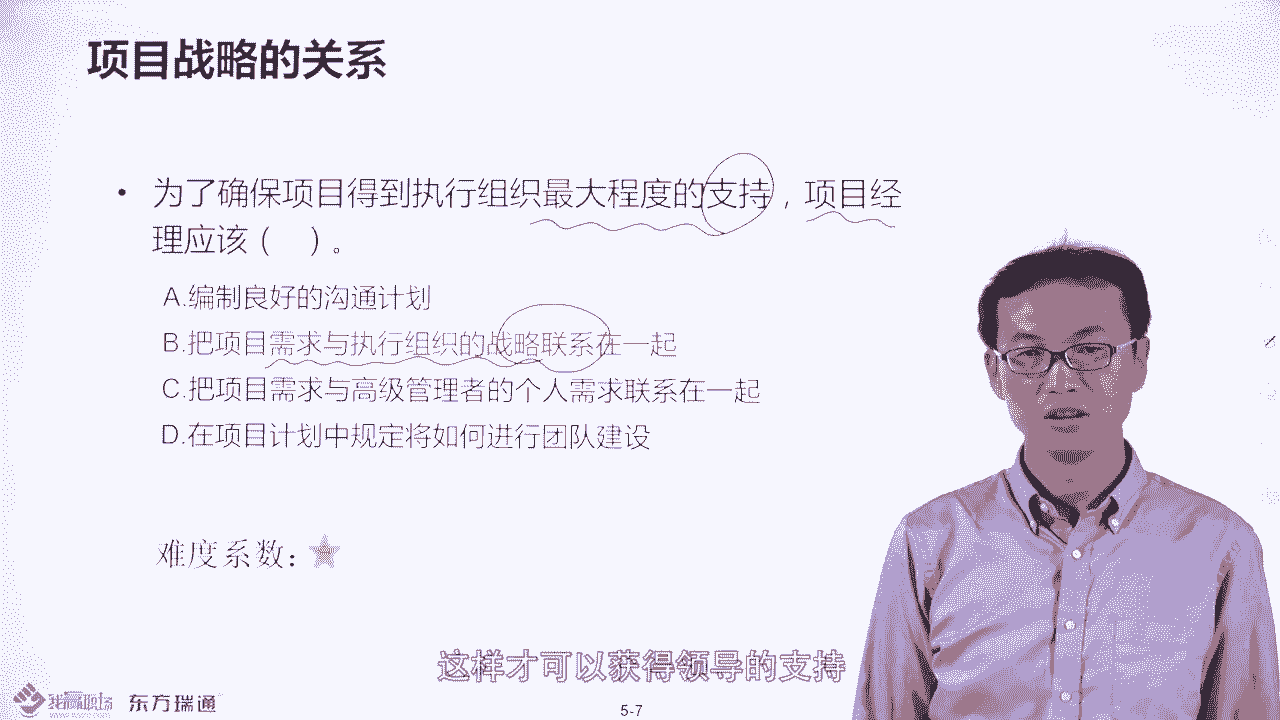 项目战略的关系
• 为了确保项目得到执行组织最大程度的支持，项目经
理应该（　）。
A.编制良好的沟通计划
B.把项目需求与执行组织的战略联系在一起
C.把项目需求与高级管理者的个人需求联系在一起
D.在项目计划中规定将如何进行团队建设
难度系数：
这样才可以获得领导的支持
我赢职场 东方瑞通
5-7